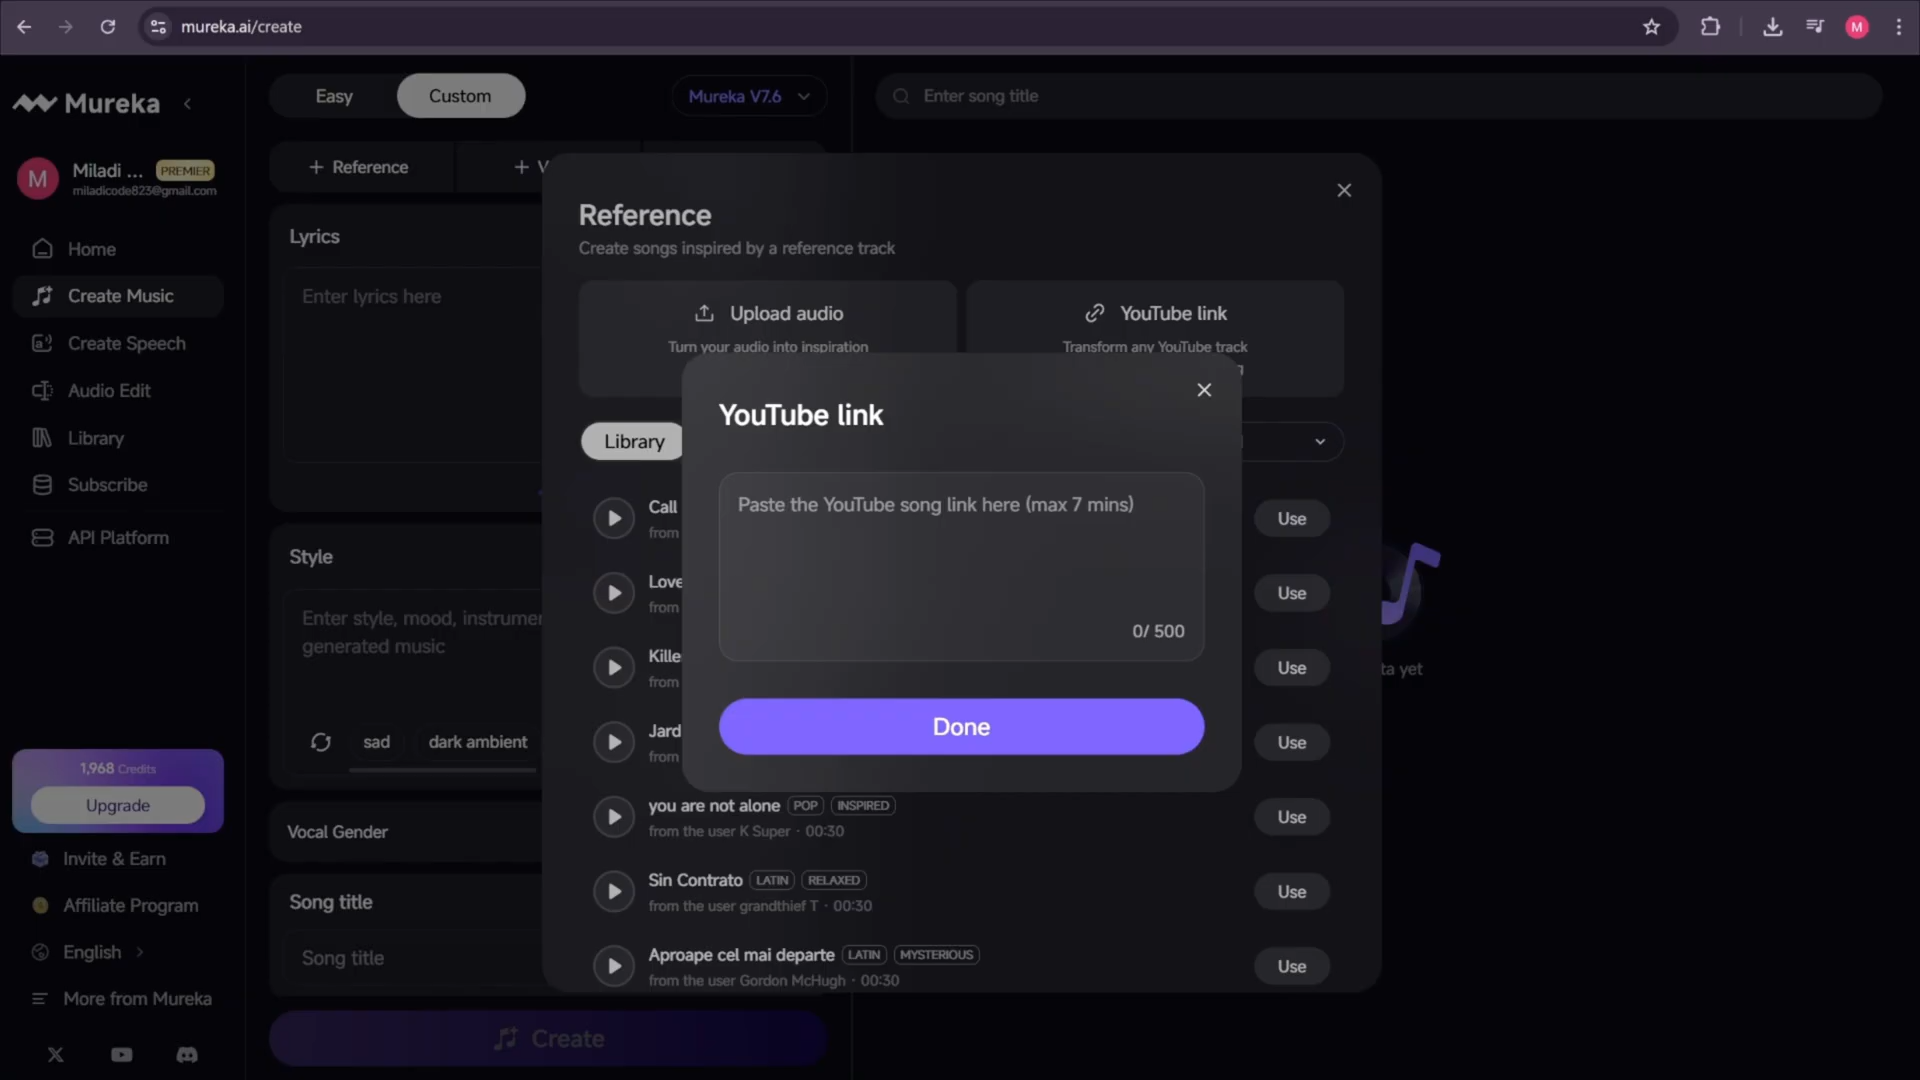 mureka.ai/create
M
Mureka
M
Miladi ...
PREMIER
miladicode823@gmail.com
Home
Create Music
Create Speech
Audio Edit
Library
Subscribe
API Platform
1,968 Credits
Upgrade
Invite & Earn
Affiliate Program
English
More from Mureka
Easy
Custom
Mureka V7.6
+ Reference
+ V
Lyrics
Enter lyrics here
Style
Enter style, mood, instrumen
generated music
sad
dark ambient
Vocal Gender
Song title
Song title
Create
Enter song title
ta yet
Reference
Create songs inspired by a reference track
Upload audio
Turn your audio into inspiration
YouTube link
Transform any YouTube track
Library
Call
from
Use
Love
from
Use
Kille
from
Use
Jard
from
Use
you are not alone POP INSPIRED
from the user K Super · 00:30
Use
Sin Contrato LATIN RELAXED
from the user grandthief T · 00:30
Use
Aproape cel mai departe LATIN MYSTERIOUS
from the user Gordon McHugh · 00:30
Use
YouTube link
Paste the YouTube song link here (max 7 mins)
0/ 500
Done